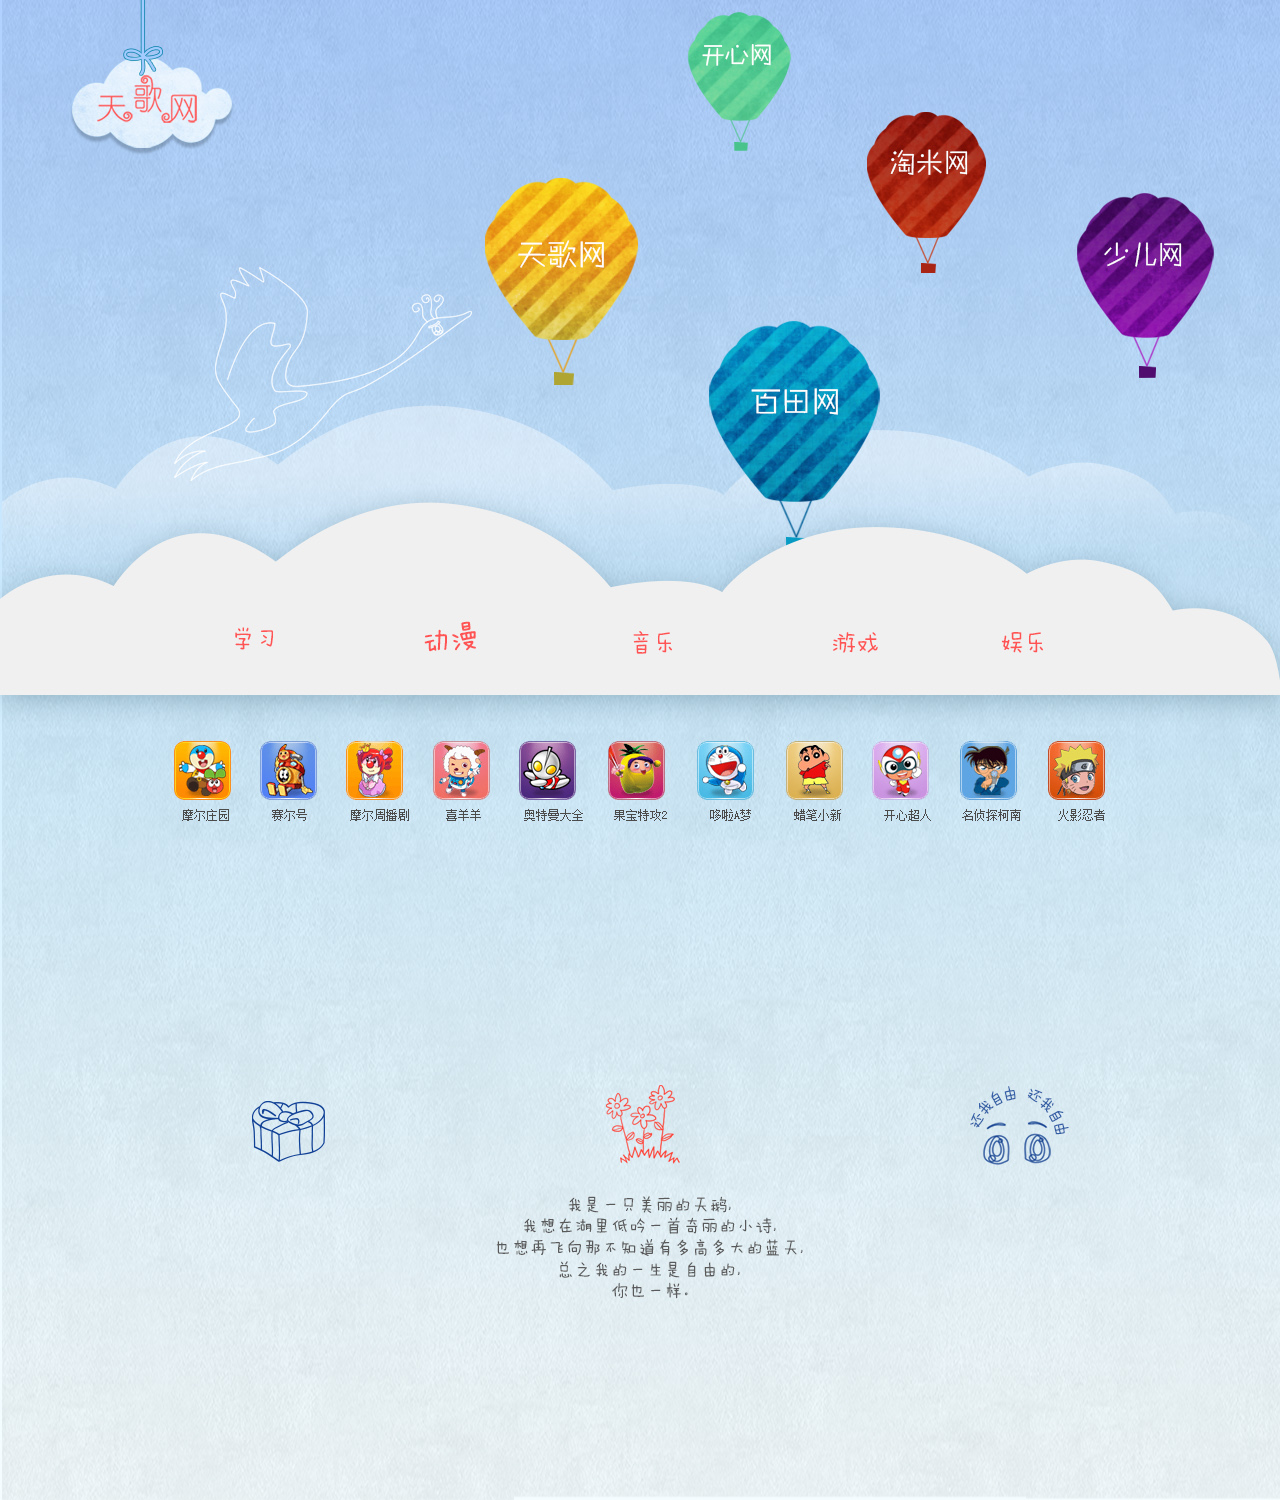 天歌网
开心网
淘米网
天歌网
少儿网
百田网
学习
动漫
音乐
游戏
娱乐
摩尔庄园
赛尔号
摩尔周播剧
喜羊羊
奥特曼大全
果宝特攻2
哆啦A梦
蜡笔小新
开心超人
名侦探柯南
火影忍者
还我自由 还我自由
我是一只美丽的天鹅,
我想在湖里低吟一首奇丽的小诗,
也想再飞向那不知道有多高多大的蓝天,
总之我的一生是自由的,
你也一样。